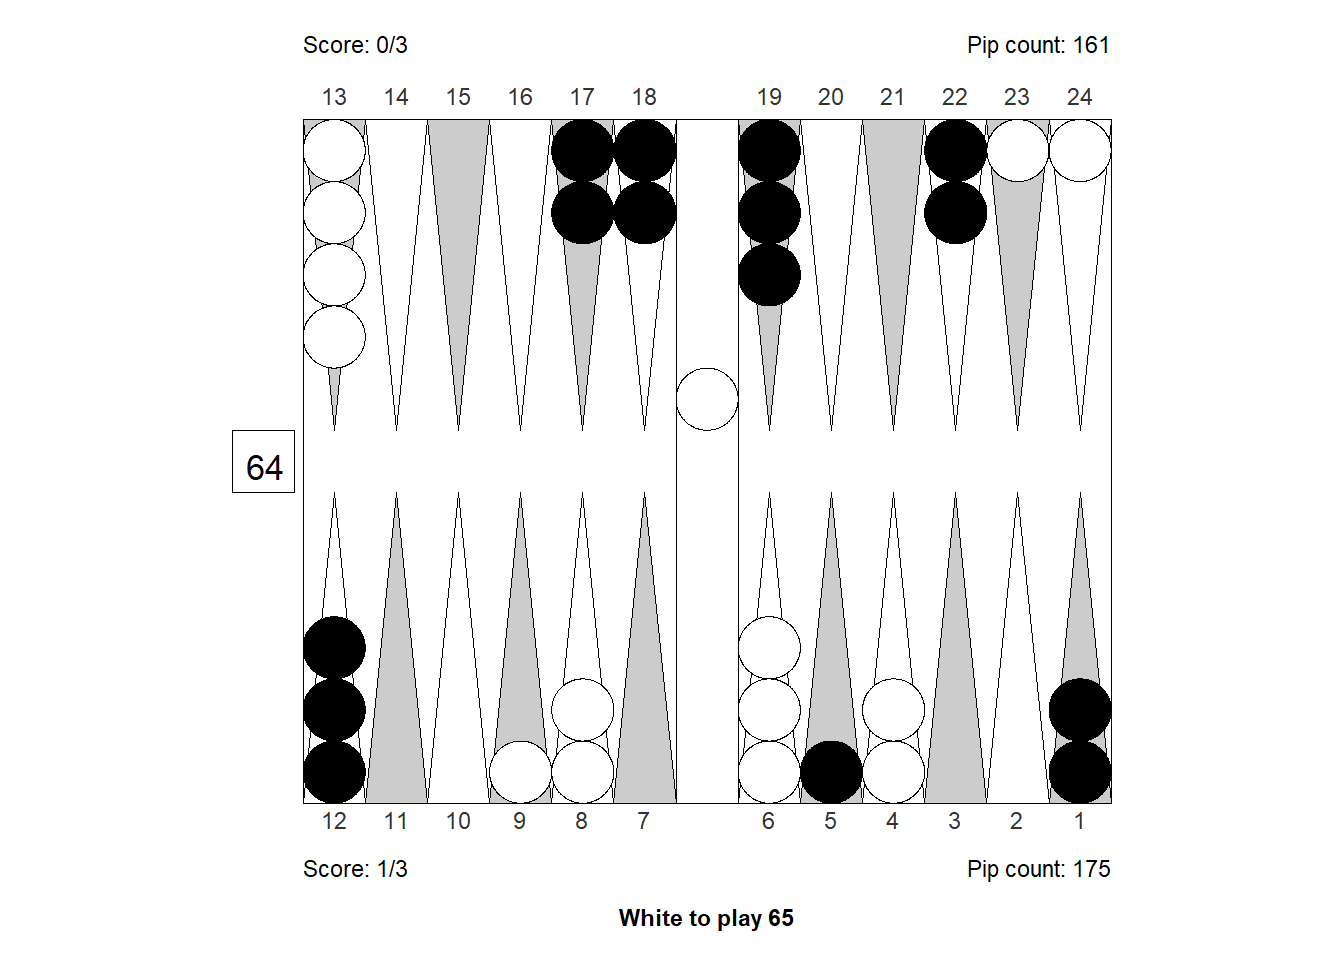 Score: 0/3 Pip count: 161
13 14 15 16 17 18 19 20 21 22 23 24
64
12 11 10 9 8 7 6 5 4 3 2 1
Score: 1/3 Pip count: 175
White to play 65